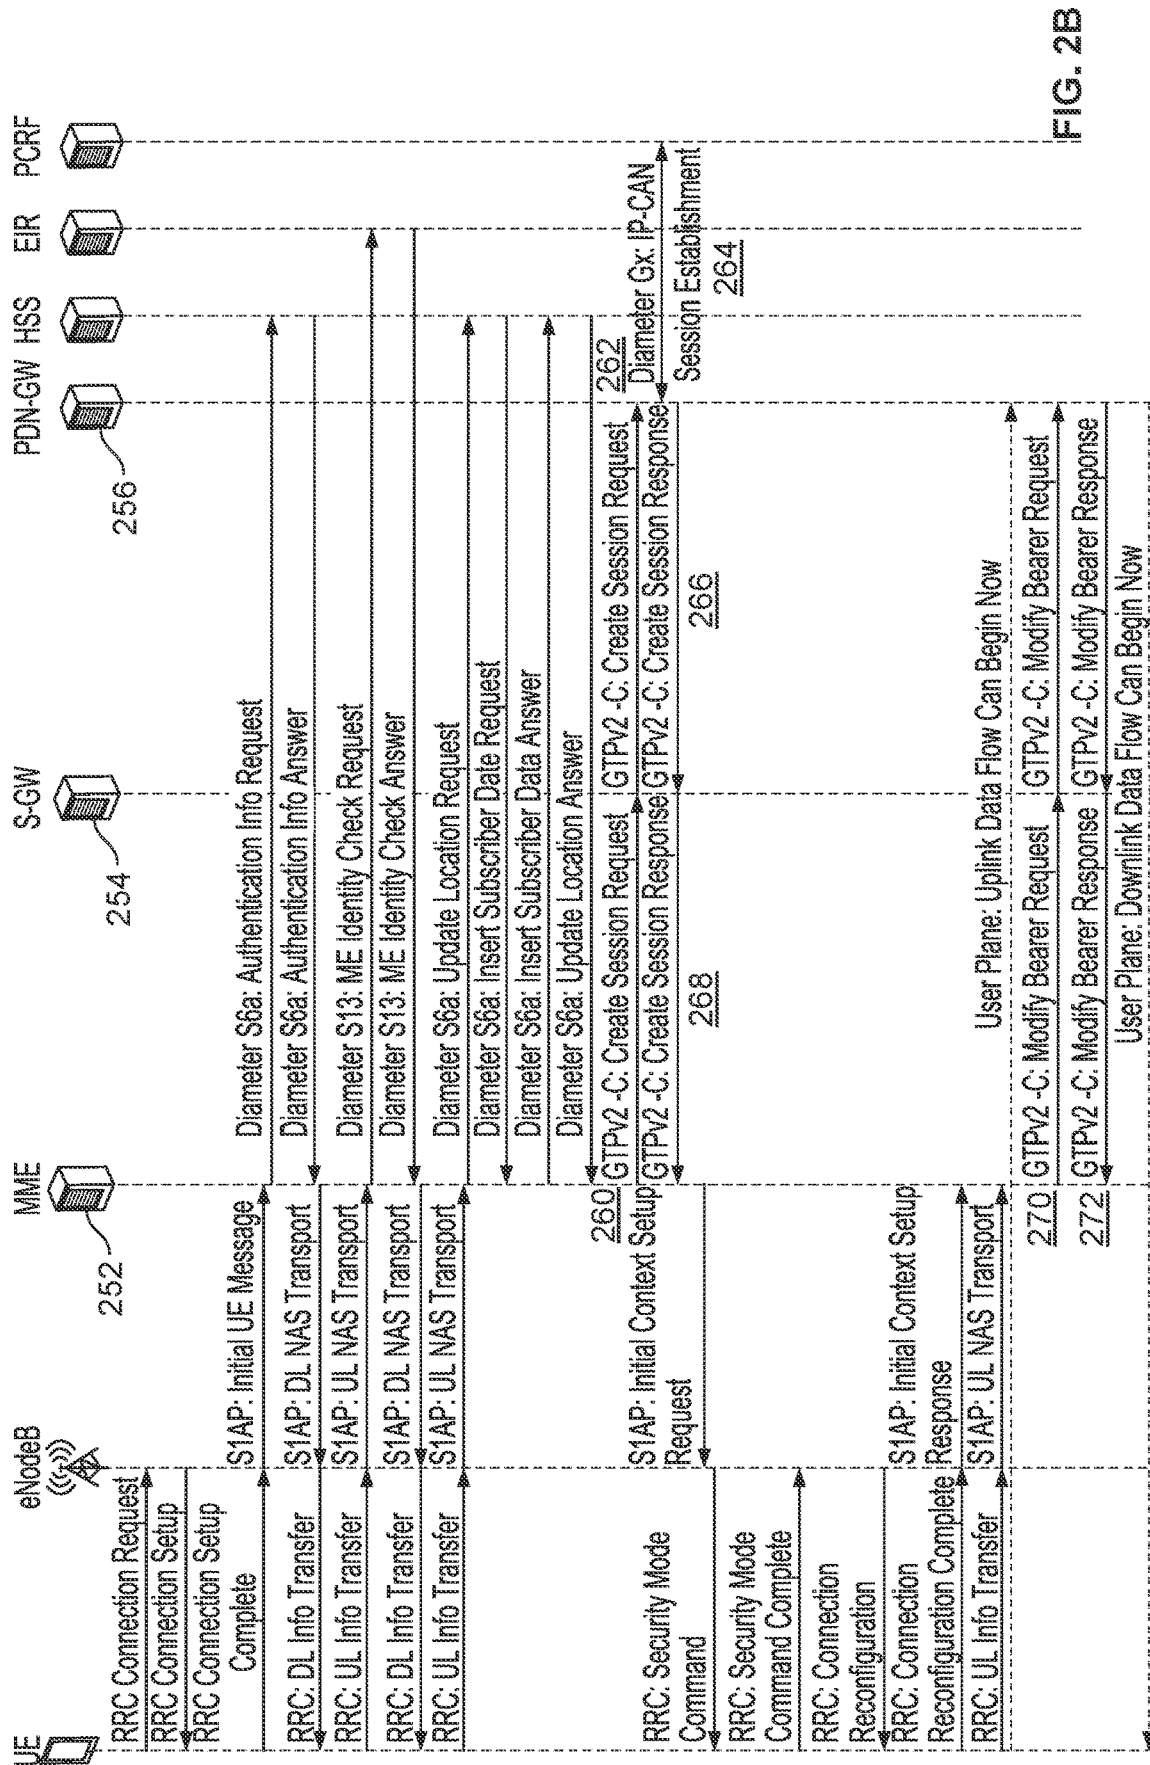 UE
eNodeB
MME
S-GW
PDN-GW
HSS
EIR
PCRF
252
254
256
RRC Connection Request
RRC Connection Setup
RRC Connection Setup
Complete
S1AP: Initial UE Message
Diameter S6a: Authentication Info Request
Diameter S6a: Authentication Info Answer
RRC: DL Info Transfer
S1AP: DL NAS Transport
RRC: UL Info Transfer
S1AP: UL NAS Transport
Diameter S13: ME Identity Check Request
Diameter S13: ME Identity Check Answer
RRC: DL Info Transfer
S1AP: DL NAS Transport
RRC: UL Info Transfer
S1AP: UL NAS Transport
Diameter S6a: Update Location Request
Diameter S6a: Insert Subscriber Date Request
Diameter S6a: Insert Subscriber Data Answer
Diameter S6a: Update Location Answer
260
GTPv2 -C: Create Session Request
GTPv2 -C: Create Session Request
262
Diameter Gx: IP-CAN
Session Establishment
264
GTPv2 -C: Create Session Response
GTPv2 -C: Create Session Response
268
266
S1AP: Initial Context Setup
Request
RRC: Security Mode
Command
RRC: Security Mode
Command Complete
RRC: Connection
Reconfiguration
RRC: Connection
Reconfiguration Complete
S1AP: Initial Context Setup
Response
RRC: UL Info Transfer
S1AP: UL NAS Transport
User Plane: Uplink Data Flow Can Begin Now
270
GTPv2 -C: Modify Bearer Request
GTPv2 -C: Modify Bearer Request
272
GTPv2 -C: Modify Bearer Response
GTPv2 -C: Modify Bearer Response
User Plane: Downlink Data Flow Can Begin Now
FIG. 2B